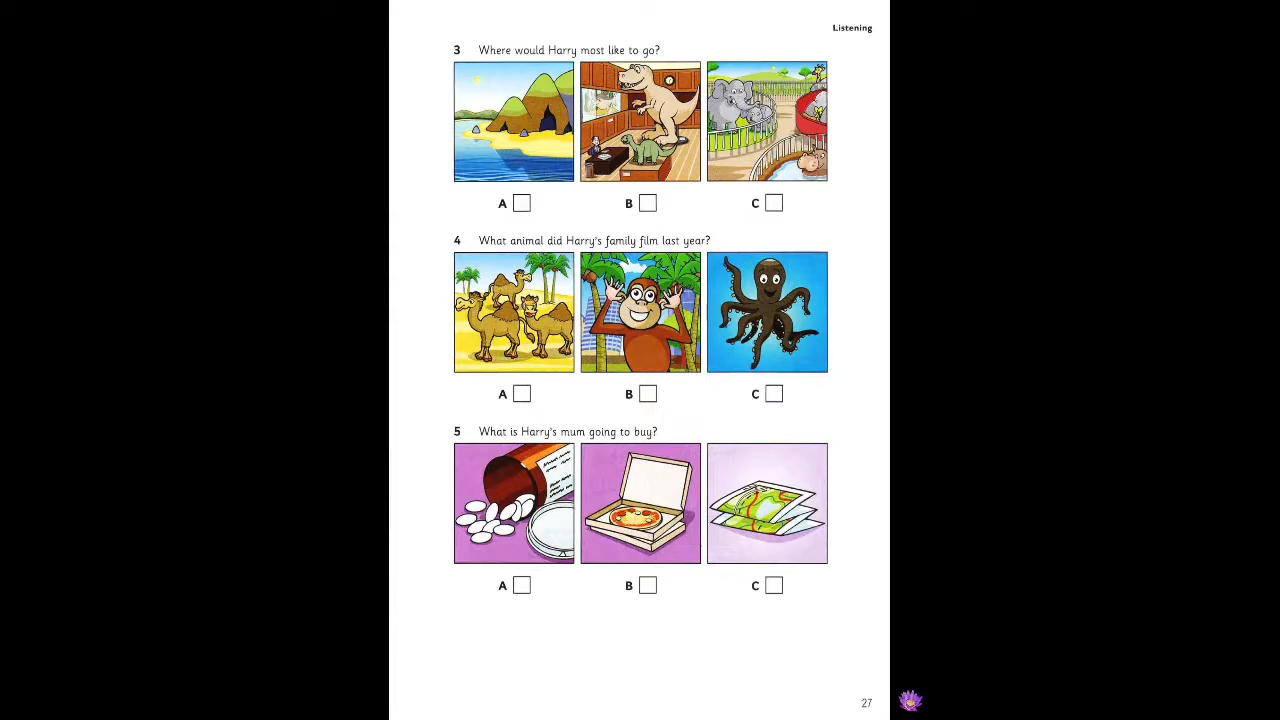 Listening
3 Where would Harry most like to go?
A B C
4 What animal did Harry's family film last year?
A B C
5 What is Harry's mum going to buy?
A B C
27